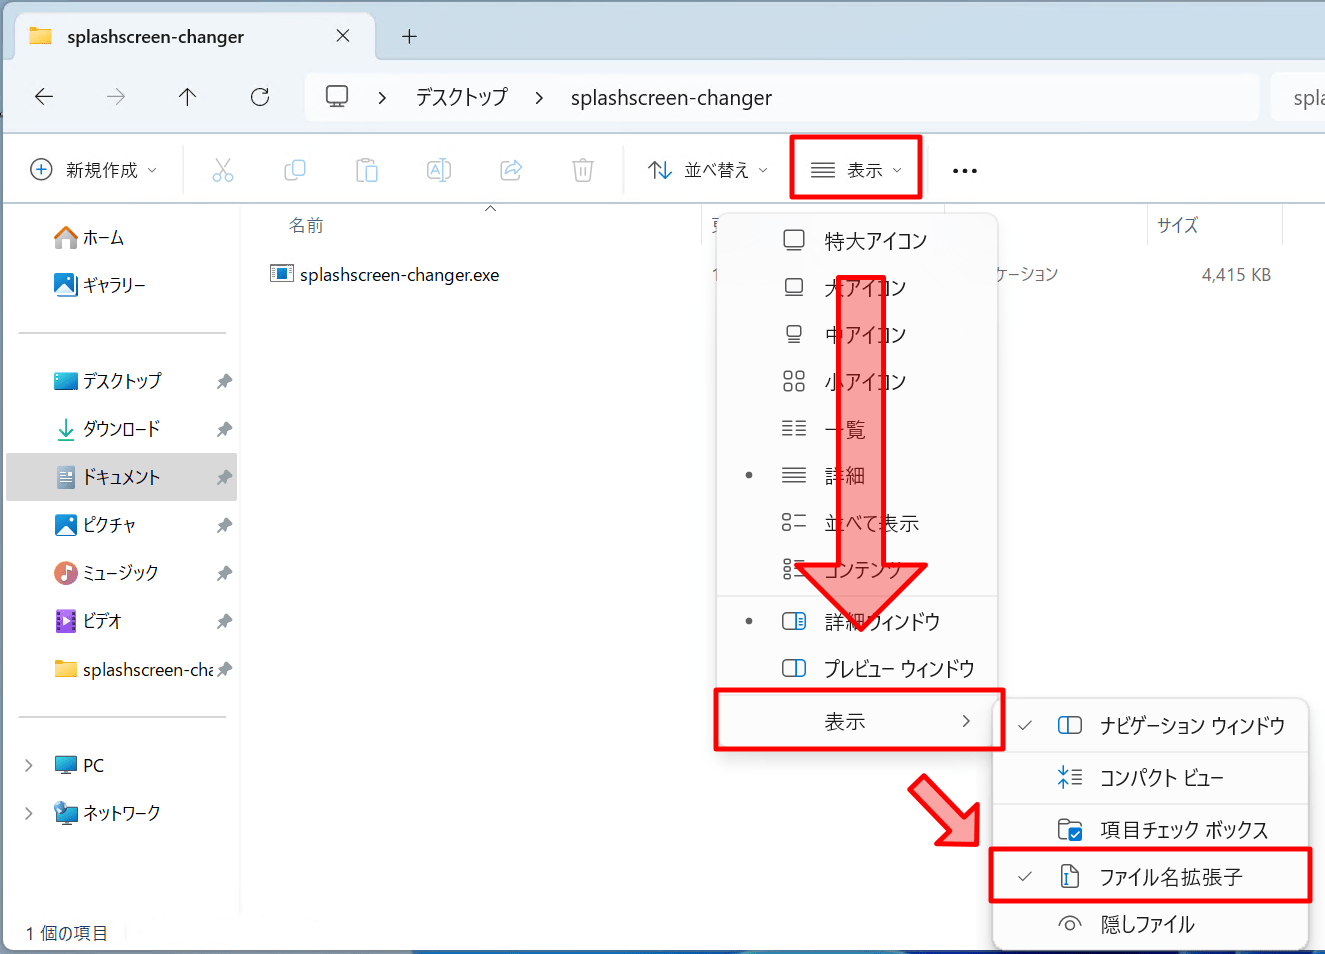 splashscreen-changer
デスクトップ
splashscreen-changer
新規作成
並べ替え
表示
名前
サイズ
splashscreen-changer.exe
ケーション
4,415 KB
ホーム
ギャラリー
デスクトップ
ダウンロード
ドキュメント
ピクチャ
ミュージック
ビデオ
splashscreen-cha
PC
ネットワーク
1 個の項目
特大アイコン
大アイコン
中アイコン
小アイコン
一覧
詳細
並べて表示
コンテンツ
詳細ウィンドウ
プレビュー ウィンドウ
表示
ナビゲーション ウィンドウ
コンパクト ビュー
項目チェック ボックス
ファイル名拡張子
隠しファイル